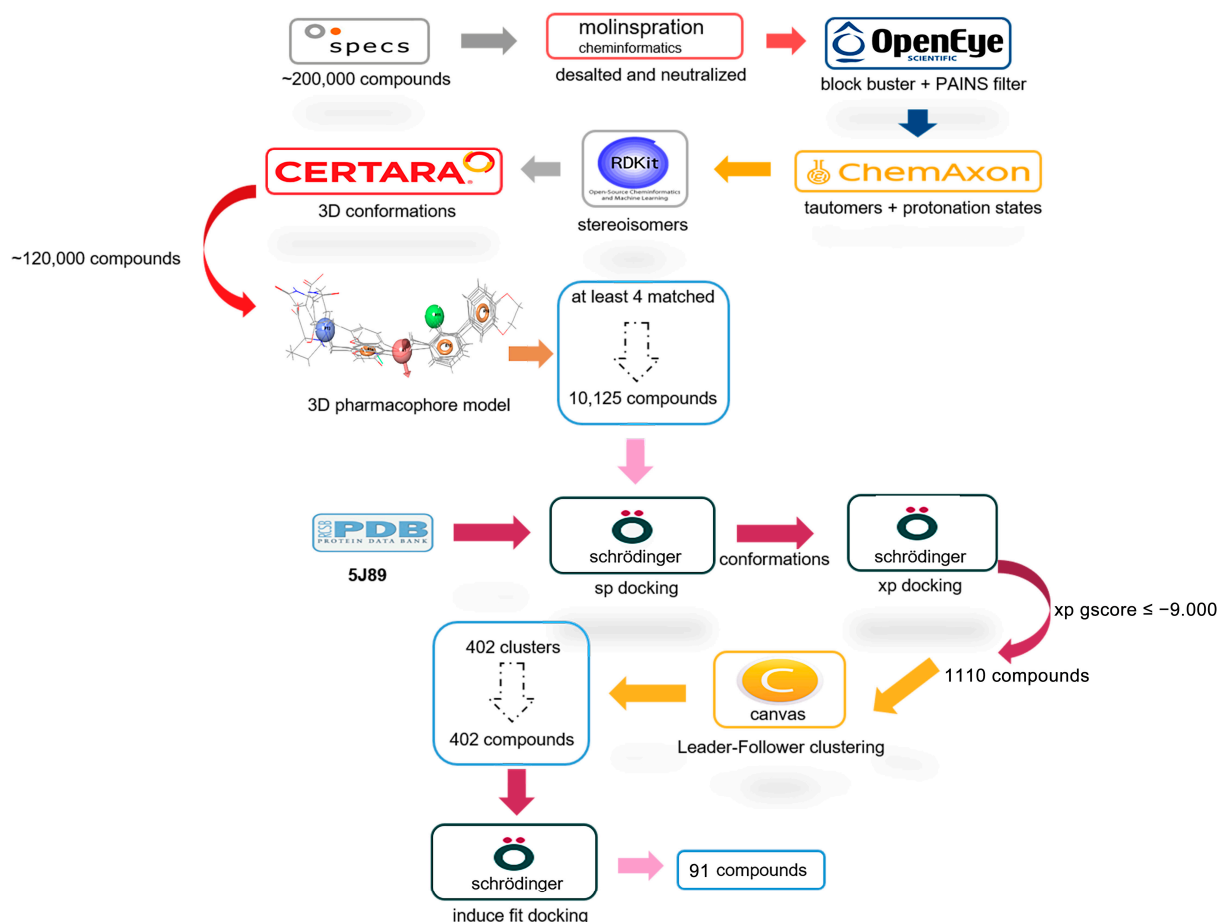 specs
~200,000 compounds
molinspration
cheminformatics
desalted and neutralized
OpenEye
SCIENTIFIC
block buster + PAINS filter
CERTARA
3D conformations
RDKit
Open-Source Cheminformatics
and Machine Learning
stereoisomers
ChemAxon
tautomers + protonation states
~120,000 compounds
3D pharmacophore model
at least 4 matched
10,125 compounds
RCSB
PDB
PROTEIN DATA BANK
5J89
schrödinger
sp docking
conformations
schrödinger
xp docking
xp gscore ≤ −9.000
1110 compounds
C
canvas
Leader-Follower clustering
402 clusters
402 compounds
schrödinger
induce fit docking
91 compounds